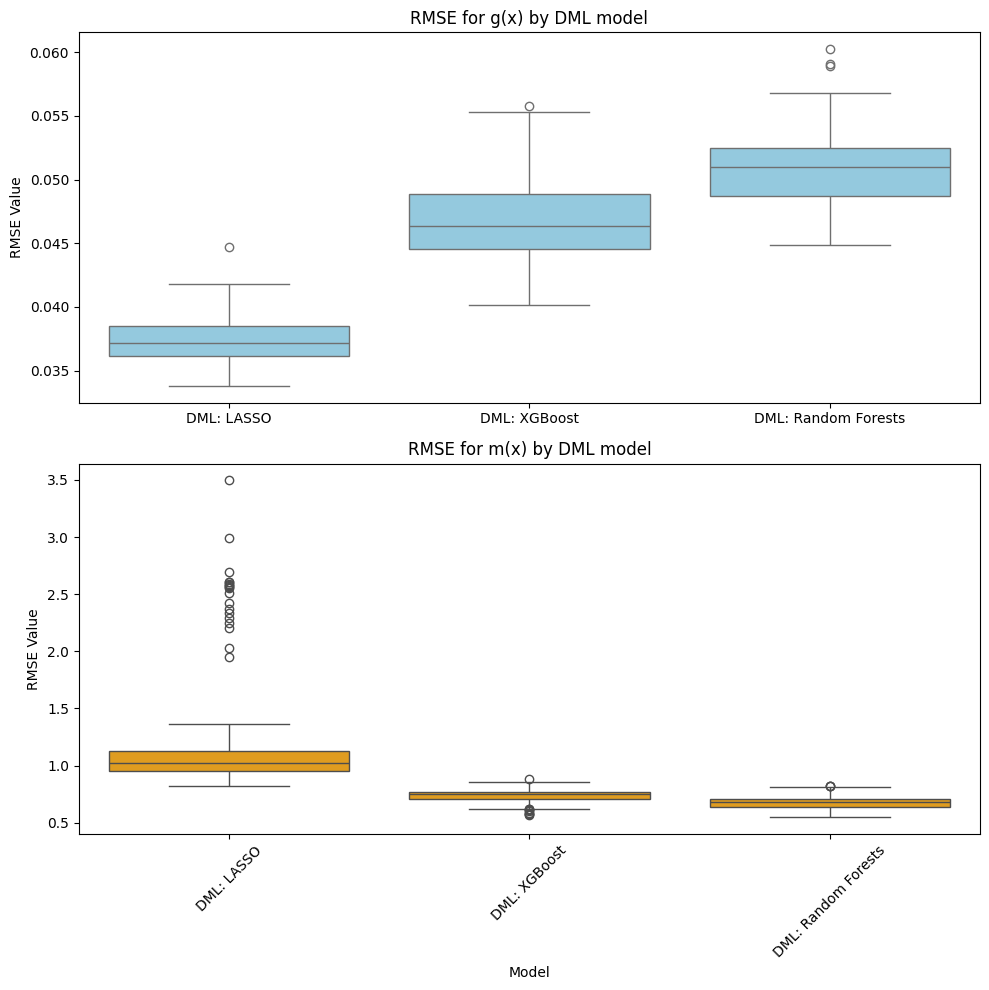 RMSE for g(x) by DML model
0.060
0.055
0.050
0.045
0.040
0.035
RMSE Value
DML: LASSO
DML: XGBoost
DML: Random Forests
RMSE for m(x) by DML model
3.5
3.0
2.5
2.0
1.5
1.0
0.5
RMSE Value
DML: LASSO
DML: XGBoost
DML: Random Forests
Model